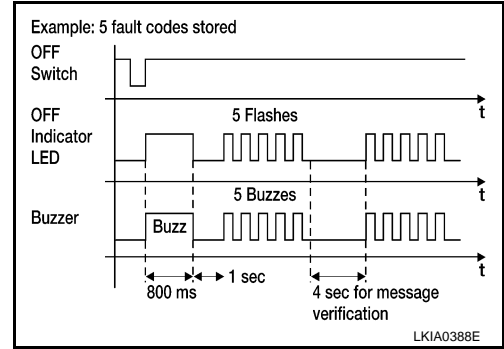 Example: 5 fault codes stored
OFF
Switch
t
OFF
Indicator
LED
5 Flashes
t
5 Buzzes
Buzzer
Buzz
t
1 sec
800 ms
4 sec for message
verification
LKIA0388E